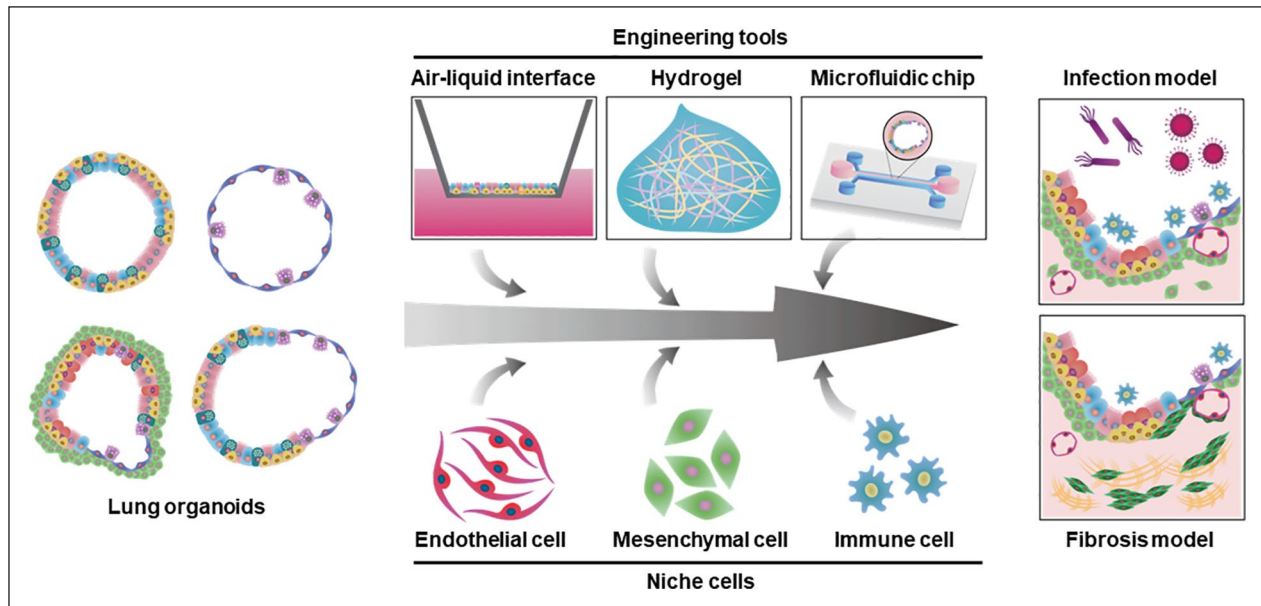 Engineering tools
Air-liquid interface
Hydrogel
Microfluidic chip
Infection model
Lung organoids
Endothelial cell
Mesenchymal cell
Immune cell
Fibrosis model
Niche cells